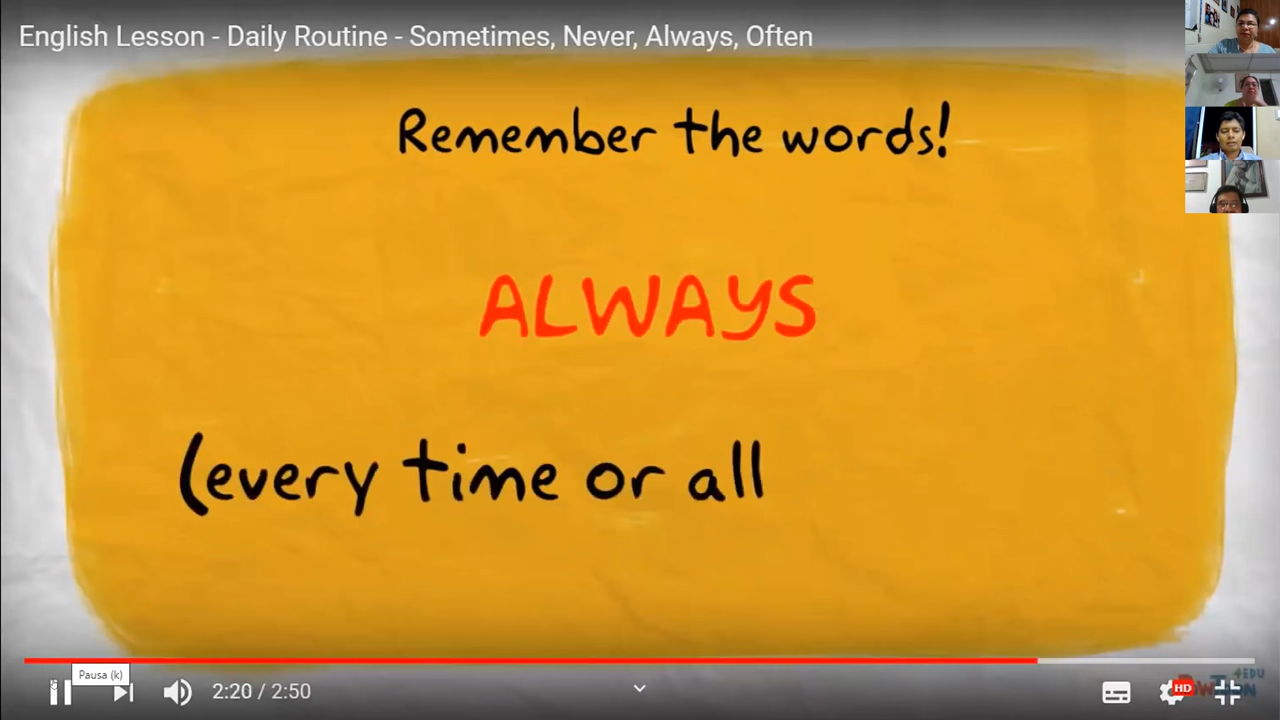 English Lesson - Daily Routine - Sometimes, Never, Always, Often
Remember the words!
ALWAYS
(every time or all
Pausa (k)
2:20 / 2:50
HD
4EDU